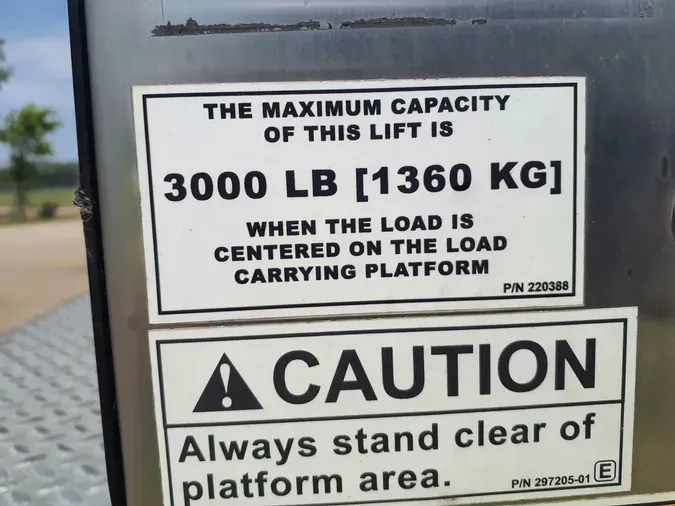 THE MAXIMUM CAPACITY
OF THIS LIFT IS
3000 LB [1360 KG]
WHEN THE LOAD IS
CENTERED ON THE LOAD
CARRYING PLATFORM
P/N 220388
CAUTION
Always stand clear of
platform area.
P/N 297205-01 E